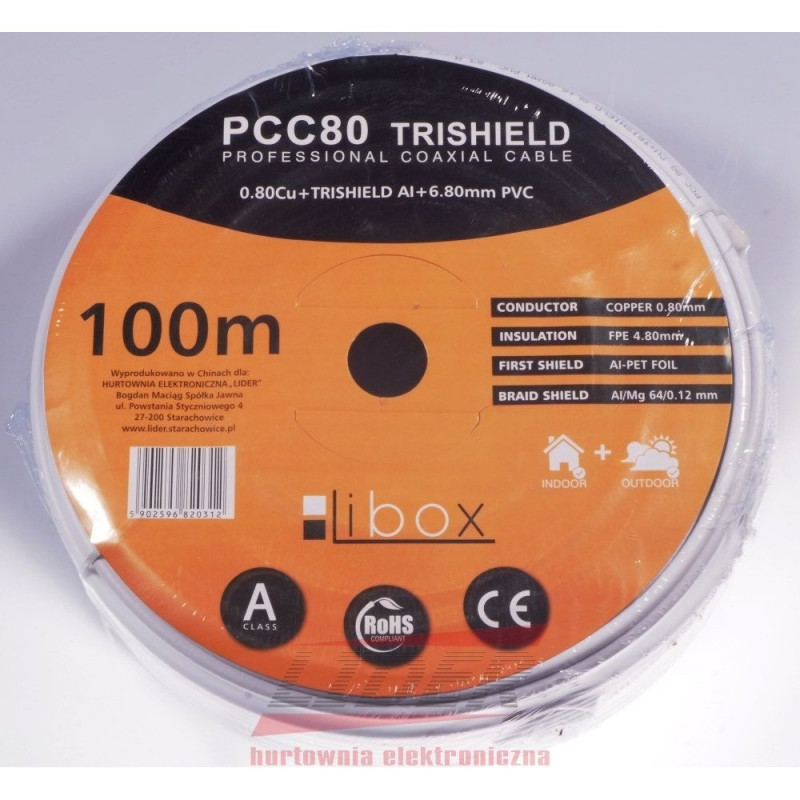 PCC80 TRISHIELD
PROFESSIONAL COAXIAL CABLE
0.80Cu+TRISHIELD Al+6.80mm PVC
100m
Wyprodukowano w Chinach dla:
HURTOWNIA ELEKTRONICZNA „LIDER"
Bogdan Maciąg Spółka Jawna
ul. Powstania Styczniowego 4
27-200 Starachowice
www.lider.starachowice.pl
5 902596 820312
CONDUCTOR COPPER 0.80mm
INSULATION FPE 4.80mm
FIRST SHIELD Al-PET FOIL
BRAID SHIELD Al/Mg 64/0.12 mm
INDOOR + OUTDOOR
Libox
A
CLASS
RoHS
COMPLIANT
CE
LIDER
hurtownia elektroniczna